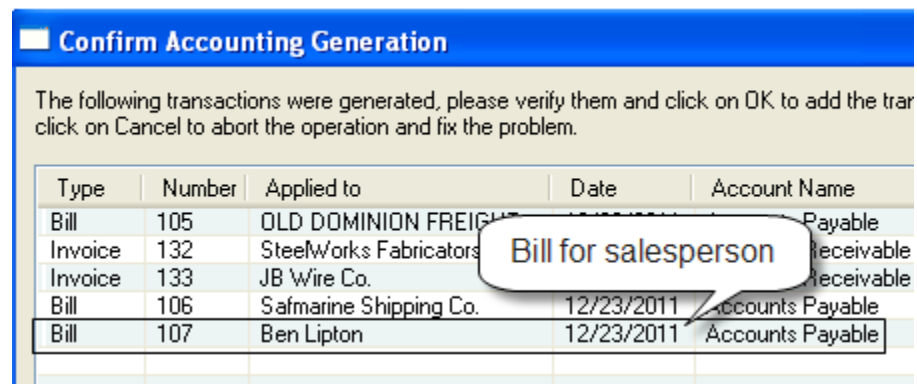 Confirm Accounting Generation
The following transactions were generated, please verify them and click on OK to add the tran
click on Cancel to abort the operation and fix the problem.
Type Number Applied to Date Account Name
Bill 105 OLD DOMINION Payable
Invoice 132 SteelWorks Fabricators Receivable
Bill for salesperson
Invoice 133 JB Wire Co. Receivable
Bill 106 Safmarine Shipping Co. 12/23/2011 Accounts Payable
Bill 107 Ben Lipton 12/23/2011 Accounts Payable